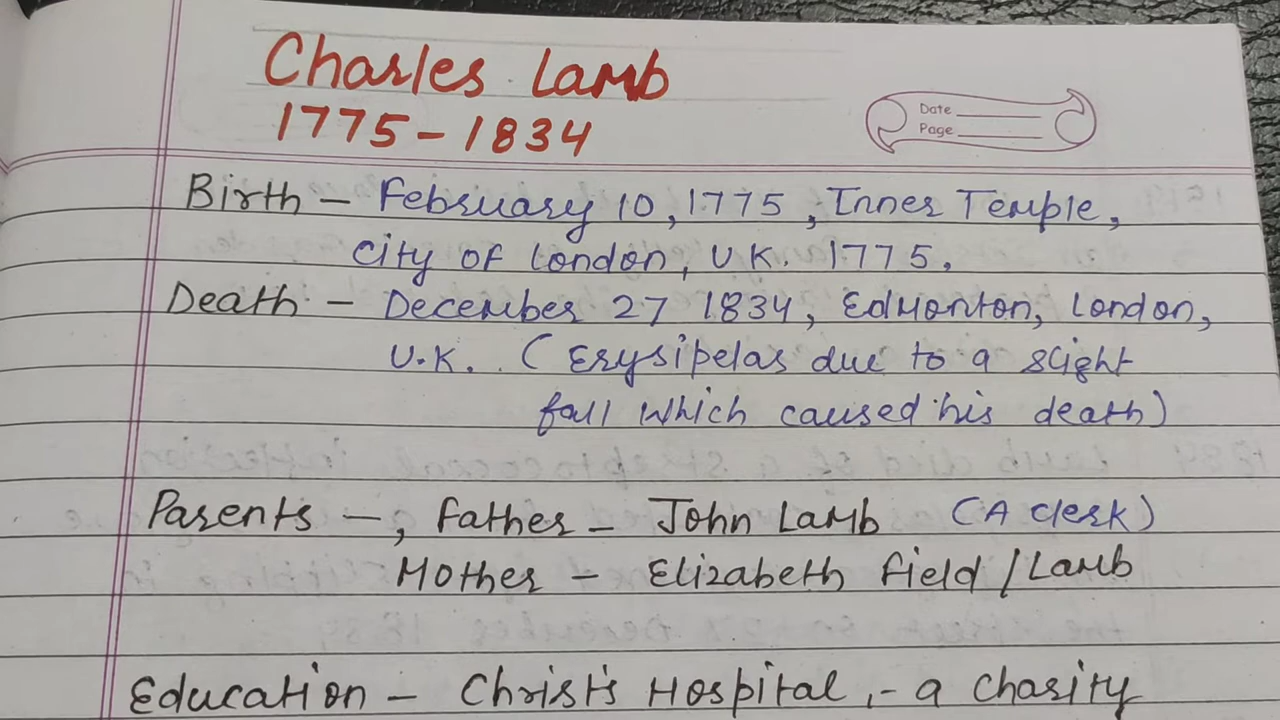 Charles Lamb
1775-1834
Date
Page
Birth - February 10, 1775, Inner Temple,
City of London, U.K. 1775.
Death - December 27 1834, Edmonton, London,
U.K. (Erysipelas due to a slight
fall which caused his death)
Parents -, Father - John Lamb (A clerk)
Mother - Elizabeth Field / Lamb
Education - Christ's Hospital, - a charity